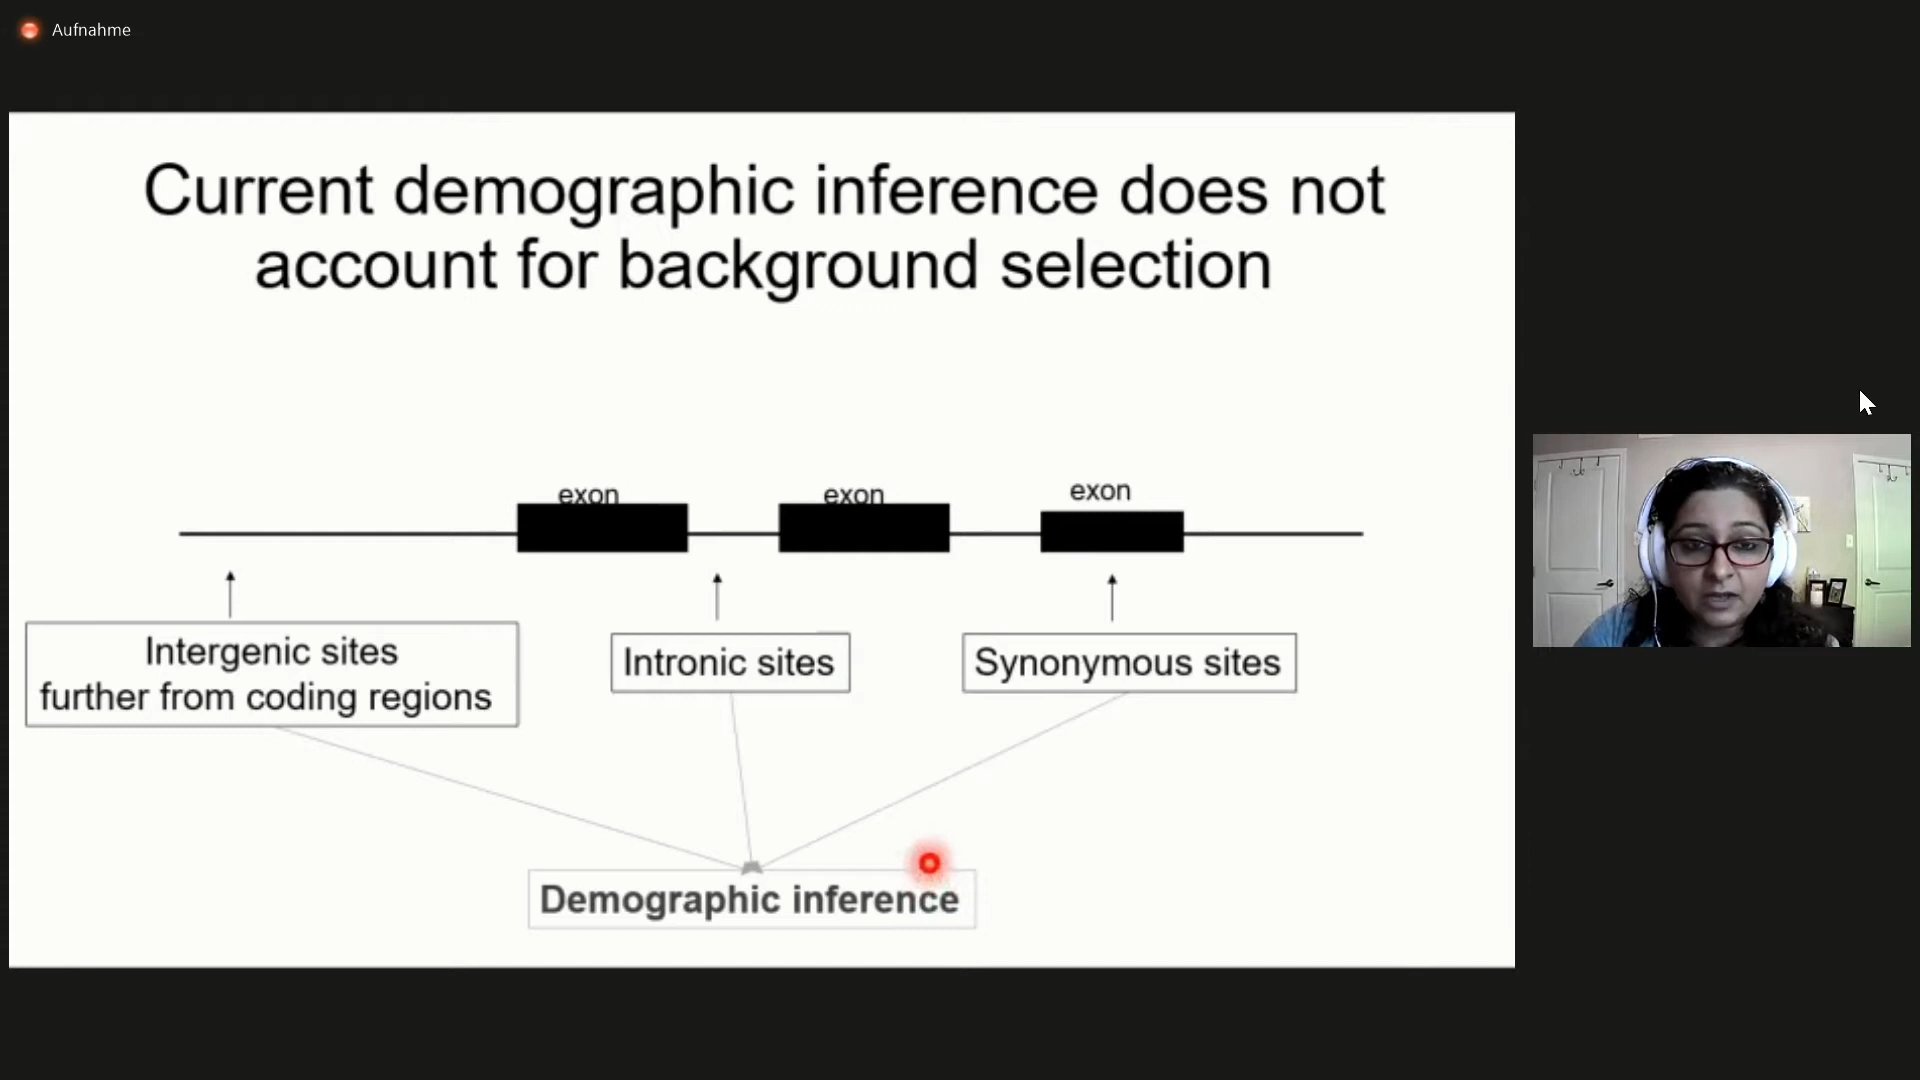 Aufnahme
Current demographic inference does not
account for background selection
exon
exon
exon
Intergenic sites
further from coding regions
Intronic sites
Synonymous sites
Demographic inference